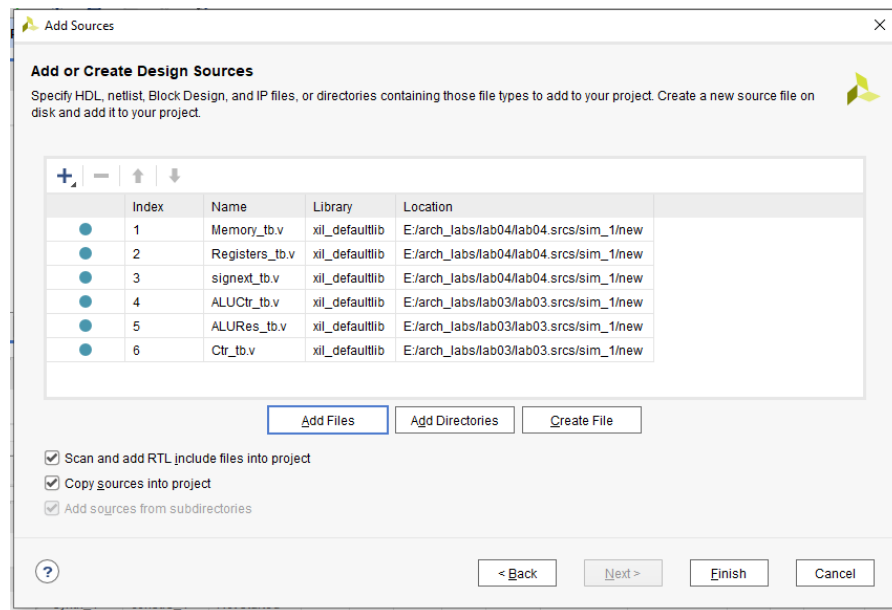 Add Sources
Add or Create Design Sources
Specify HDL, netlist, Block Design, and IP files, or directories containing those file types to add to your project. Create a new source file on
disk and add it to your project.
Index Name Library Location
1 Memory_tb.v xil_defaultlib E:/arch_labs/lab04/lab04.srcs/sim_1/new
2 Registers_tb.v xil_defaultlib E:/arch_labs/lab04/lab04.srcs/sim_1/new
3 signext_tb.v xil_defaultlib E:/arch_labs/lab04/lab04.srcs/sim_1/new
4 ALUCtr_tb.v xil_defaultlib E:/arch_labs/lab03/lab03.srcs/sim_1/new
5 ALURes_tb.v xil_defaultlib E:/arch_labs/lab03/lab03.srcs/sim_1/new
6 Ctr_tb.v xil_defaultlib E:/arch_labs/lab03/lab03.srcs/sim_1/new
Add Files Add Directories Create File
Scan and add RTL include files into project
Copy sources into project
Add sources from subdirectories
? < Back Next > Finish Cancel